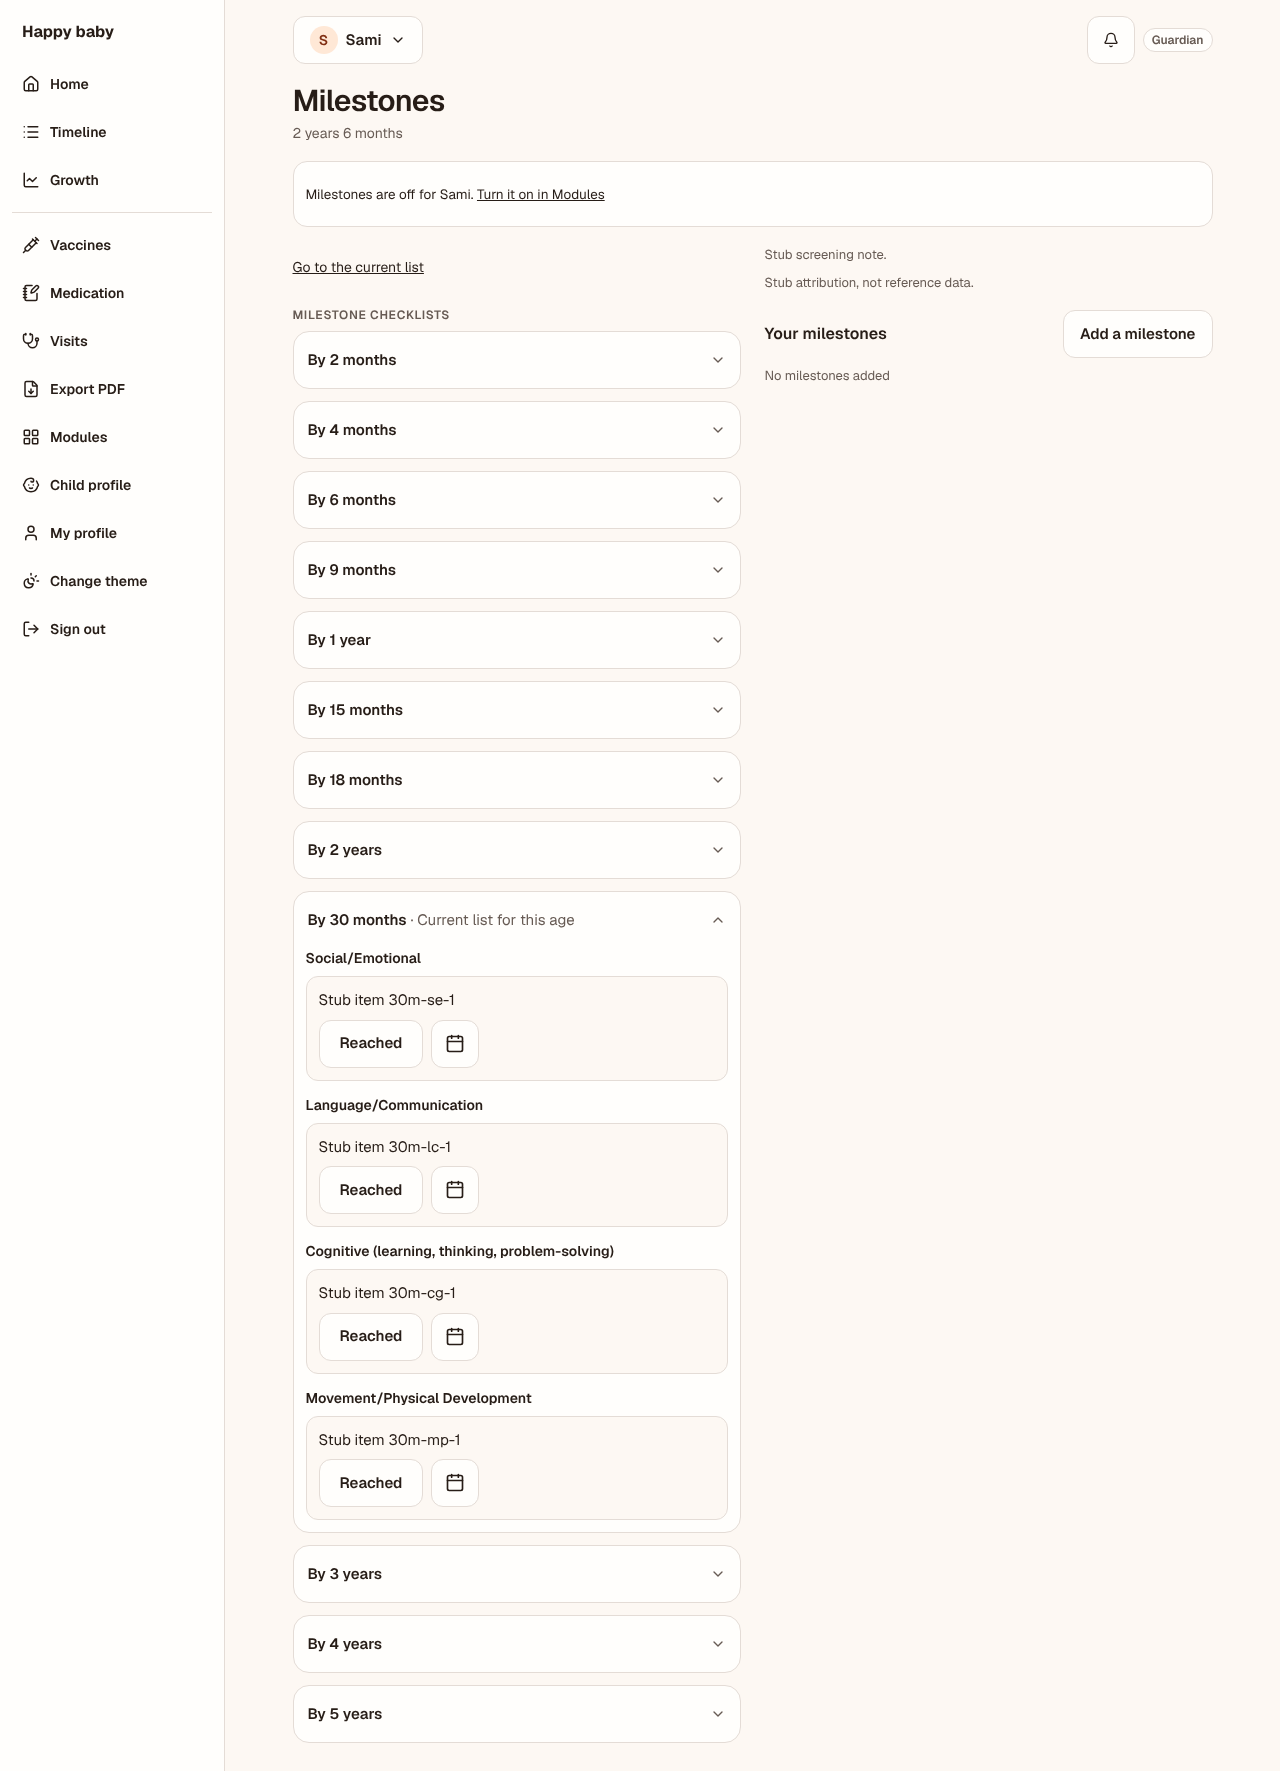 Happy baby
Home
Timeline
Growth
Vaccines
Medication
Visits
Export PDF
Modules
Child profile
My profile
Change theme
Sign out
S Sami
Guardian
Milestones
2 years 6 months
Milestones are off for Sami. Turn it on in Modules
Go to the current list
MILESTONE CHECKLISTS
By 2 months
By 4 months
By 6 months
By 9 months
By 1 year
By 15 months
By 18 months
By 2 years
By 30 months · Current list for this age
Social/Emotional
Stub item 30m-se-1
Reached
Language/Communication
Stub item 30m-lc-1
Reached
Cognitive (learning, thinking, problem-solving)
Stub item 30m-cg-1
Reached
Movement/Physical Development
Stub item 30m-mp-1
Reached
By 3 years
By 4 years
By 5 years
Stub screening note.
Stub attribution, not reference data.
Your milestones
Add a milestone
No milestones added